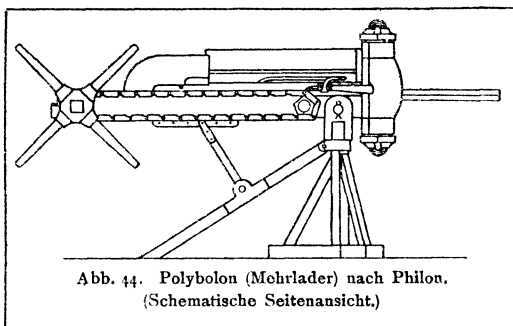 Abb. 44. Polybolon (Mehrlader) nach Philon.
(Schematische Seitenansicht.)